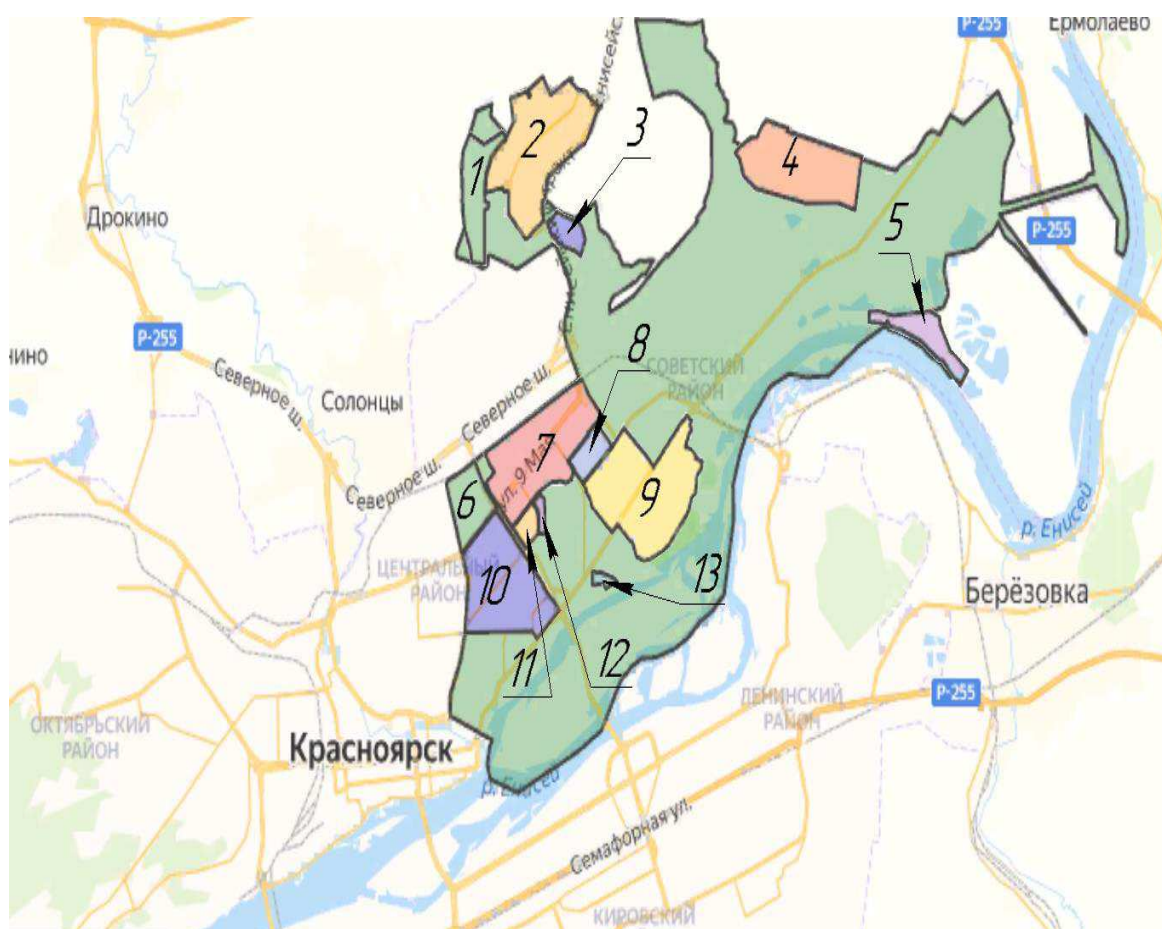 Ермолаево
Р-255
Енисейс
2
3
4
1
Дрокино
5
Р-255
Р-255
нино
Северное ш.
8
СОВЕТСКИЙ
РАЙОН
Солонцы
Северное ш.
7
ул. 9 Мая
Северное ш.
6
9
р. Енисей
ЦЕНТРАЛЬНЫЙ
РАЙОН
10
13
Берёзовка
11
12
ЛЕНИНСКИЙ
РАЙОН
Р-255
ОКТЯБРЬСКИЙ
РАЙОН
Красноярск
р. Енисей
Семафорная ул.
КИРОВСКИЙ
РАЙОН